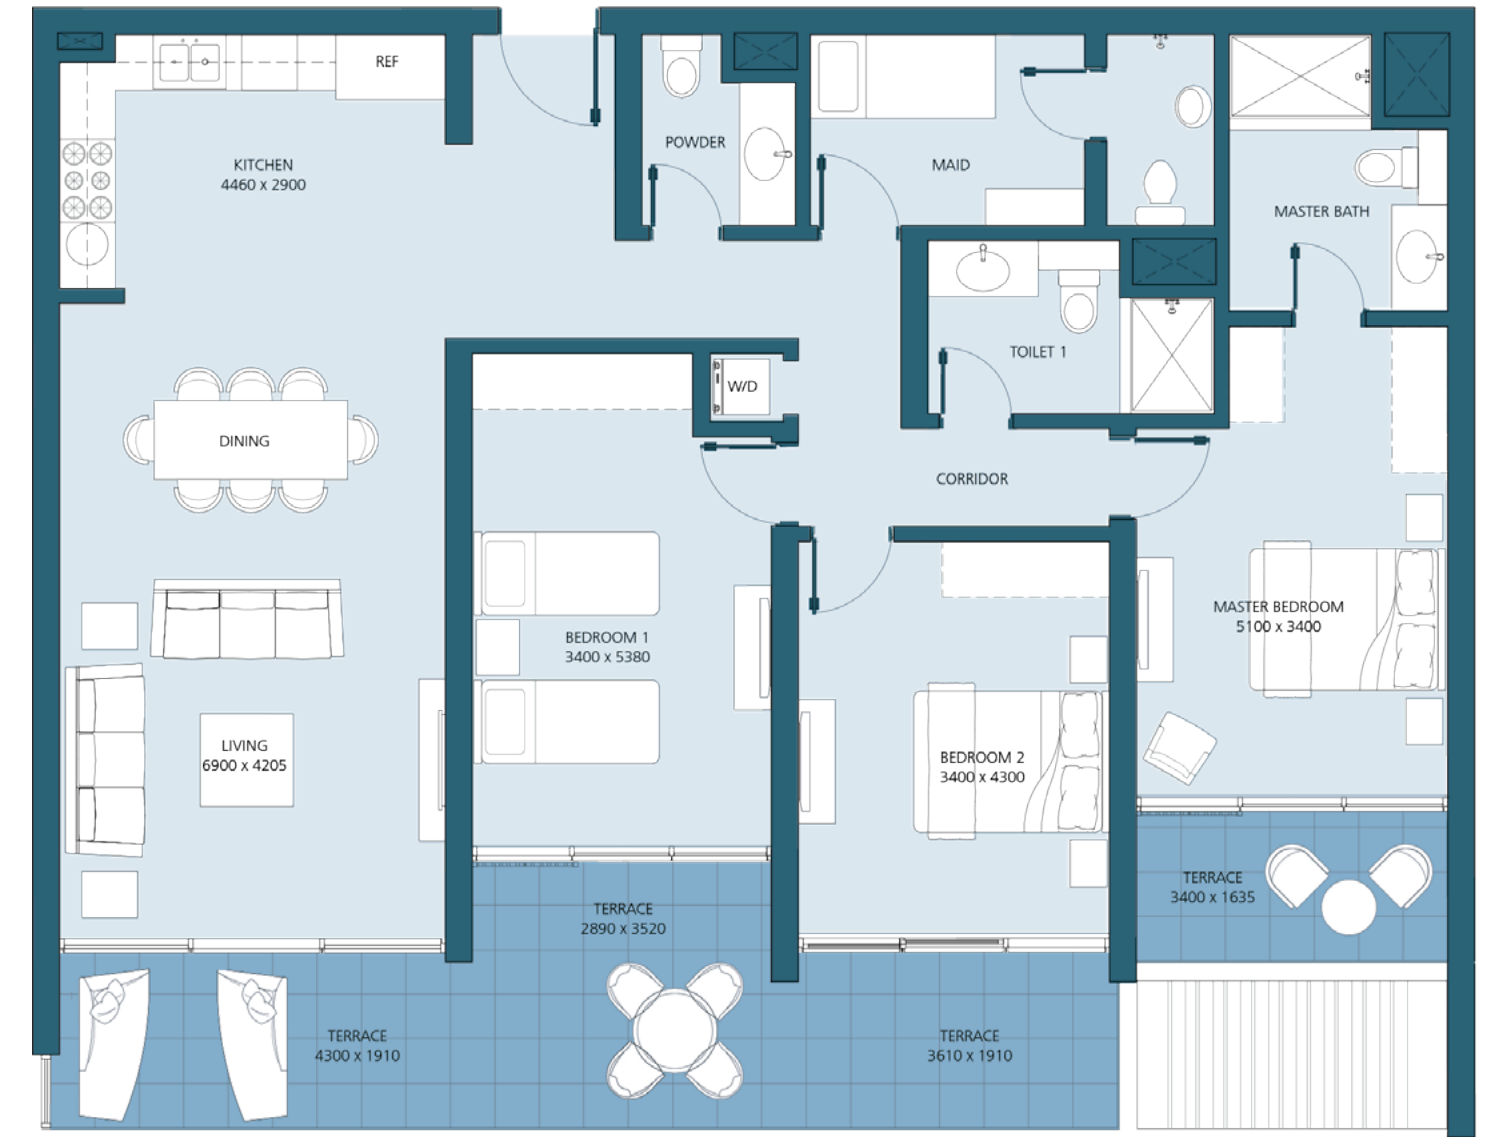 REF
KITCHEN
4460 x 2900
POWDER
MAID
MASTER BATH
TOILET 1
W/D
DINING
CORRIDOR
BEDROOM 1
3400 x 5380
MASTER BEDROOM
5100 x 3400
LIVING
6900 x 4205
BEDROOM 2
3400 x 4300
TERRACE
3400 x 1635
TERRACE
2890 x 3520
TERRACE
4300 x 1910
TERRACE
3610 x 1910